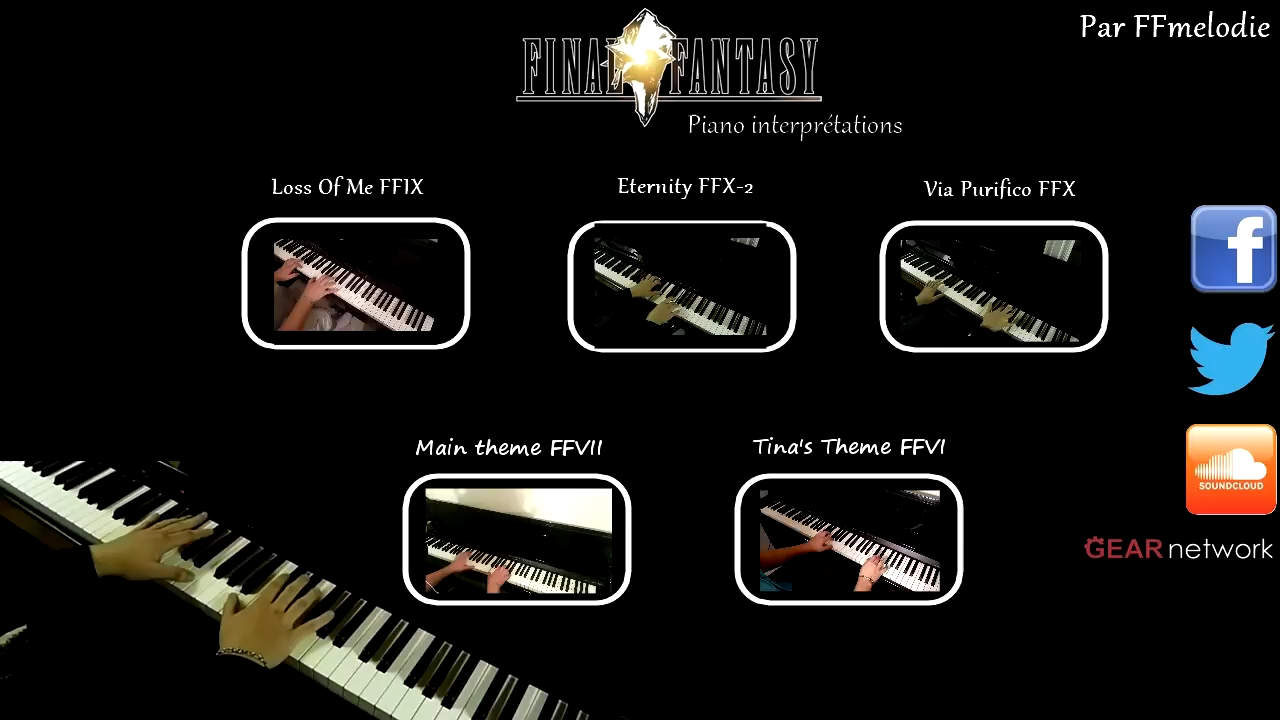 Par FFmelodie
FINAL FANTASY
Piano interprétations
Loss Of Me FFIX
Eternity FFX-2
Via Purifico FFX
Main theme FFVII
Tina's Theme FFVI
SOUNDCLOUD
GEAR network